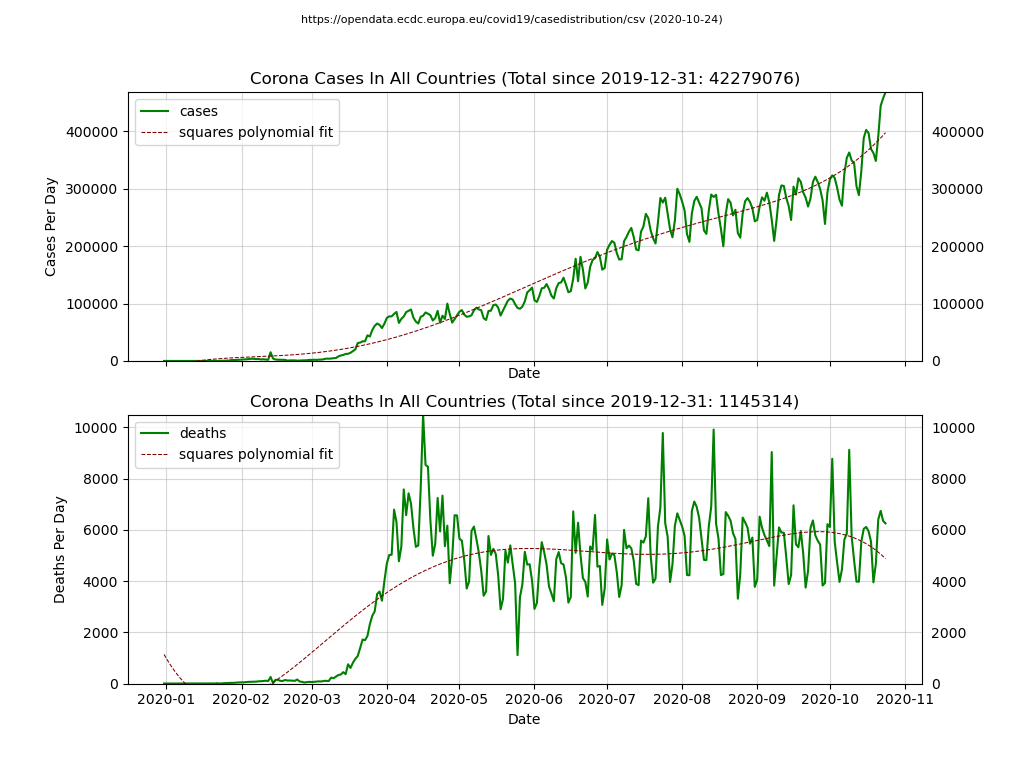 https://opendata.ecdc.europa.eu/covid19/casedistribution/csv (2020-10-24)
Corona Cases In All Countries (Total since 2019-12-31: 42279076)
cases
squares polynomial fit
Cases Per Day
400000
300000
200000
100000
0
400000
300000
200000
100000
0
Date
Corona Deaths In All Countries (Total since 2019-12-31: 1145314)
deaths
squares polynomial fit
Deaths Per Day
10000
8000
6000
4000
2000
0
10000
8000
6000
4000
2000
0
2020-01 2020-02 2020-03 2020-04 2020-05 2020-06 2020-07 2020-08 2020-09 2020-10 2020-11
Date